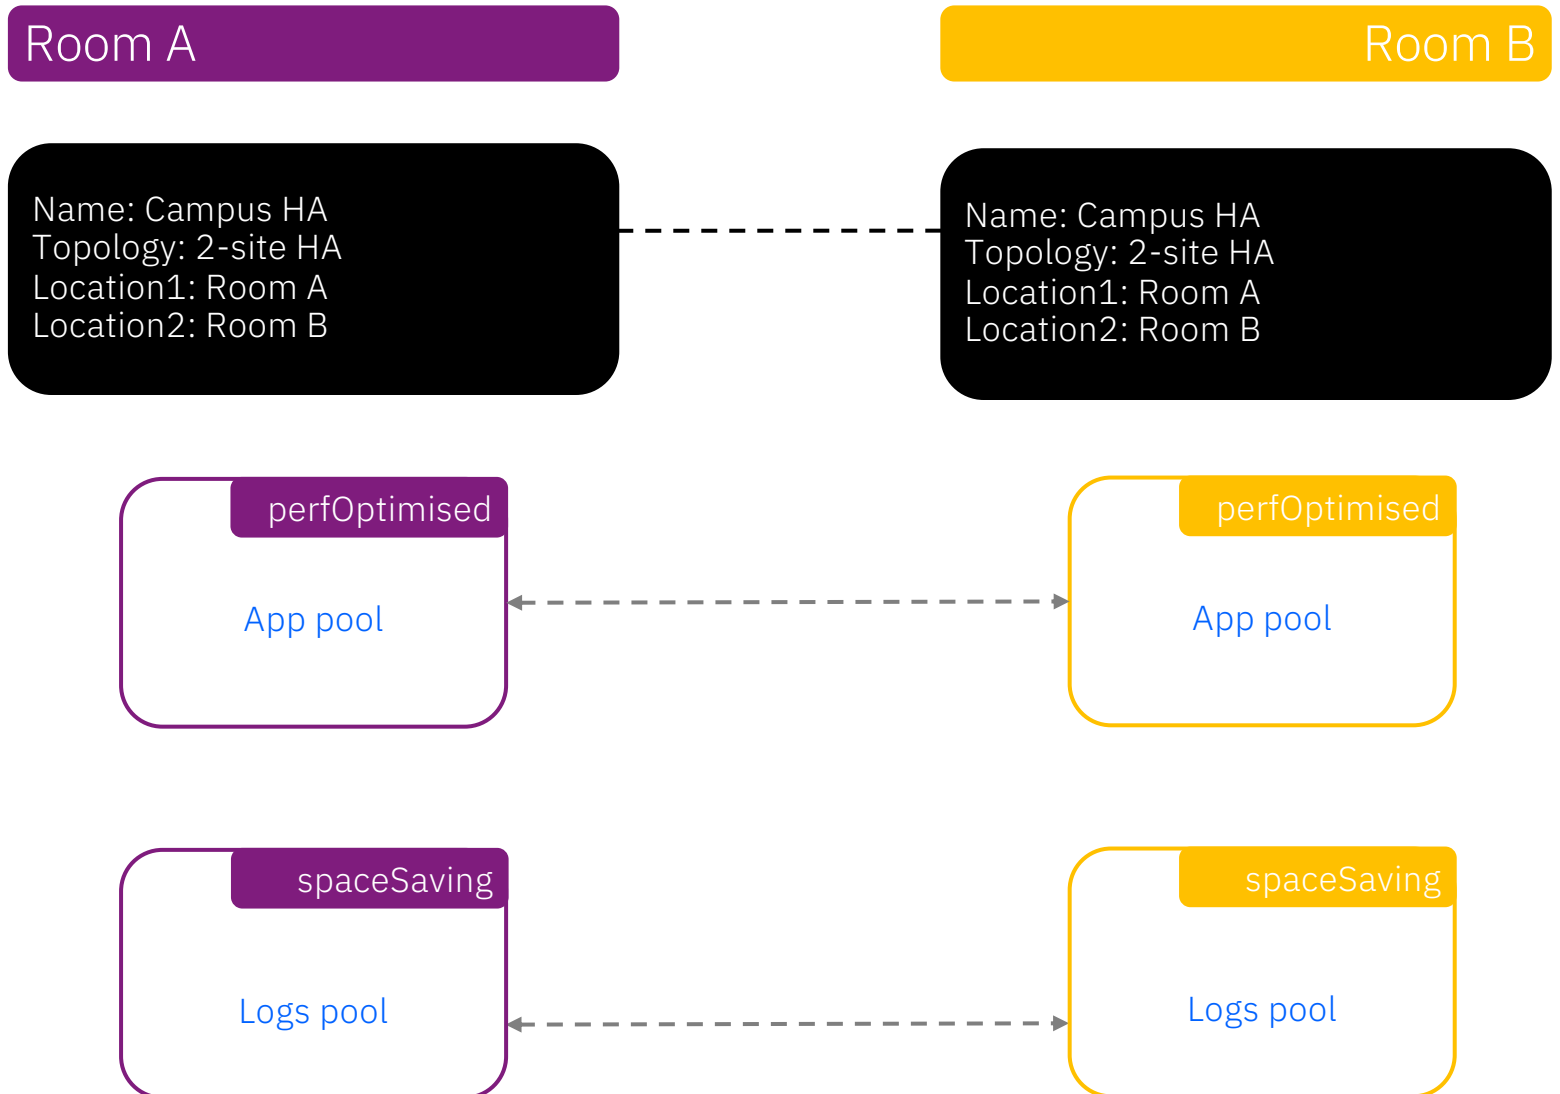 Room A
Room B
Name: Campus HA
Topology: 2-site HA
Location1: Room A
Location2: Room B
Name: Campus HA
Topology: 2-site HA
Location1: Room A
Location2: Room B
perfOptimised
App pool
perfOptimised
App pool
spaceSaving
Logs pool
spaceSaving
Logs pool